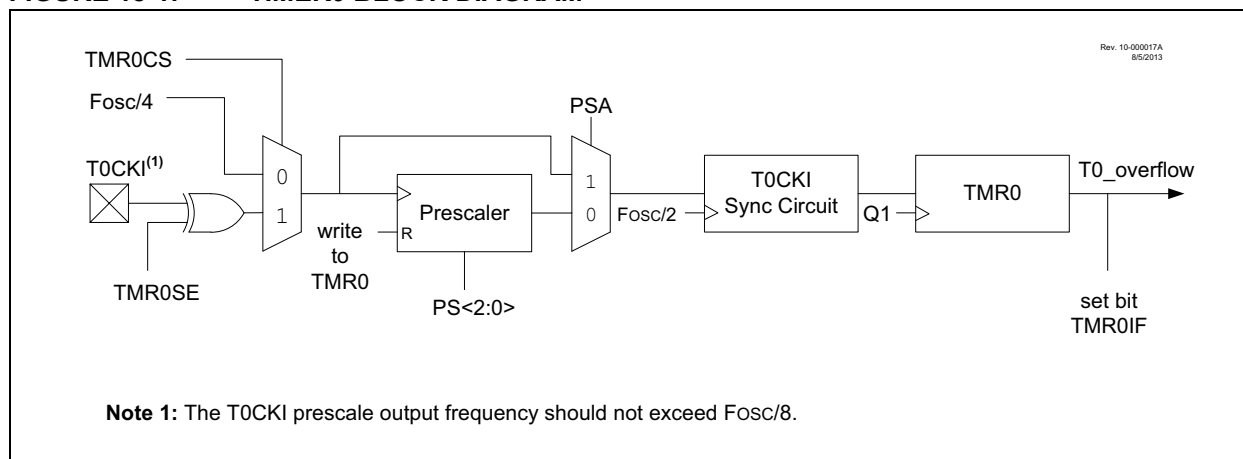 Rev. 10-000017A
8/5/2013
TMR0CS
Fosc/4
PSA
T0CKI(1)
0
1
write
to
TMR0
Prescaler
R
1
0
FOSC/2
T0CKI
Sync Circuit
Q1
TMR0
T0_overflow
TMR0SE
PS<2:0>
set bit
TMR0IF
Note 1: The T0CKI prescale output frequency should not exceed FOSC/8.